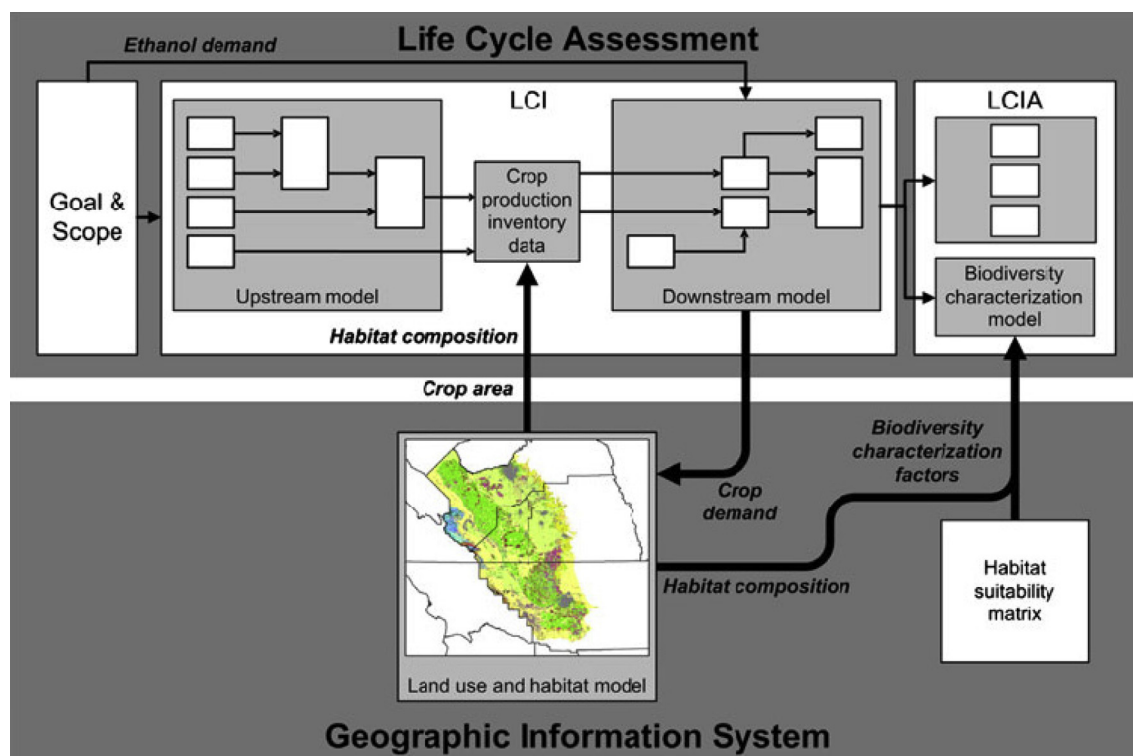 Life Cycle Assessment
Ethanol demand
Goal &
Scope
LCI
Upstream model
Crop
production
inventory
data
Downstream model
LCIA
Biodiversity
characterization
model
Habitat composition
Crop area
Crop
demand
Biodiversity
characterization
factors
Habitat composition
Habitat
suitability
matrix
Land use and habitat model
Geographic Information System